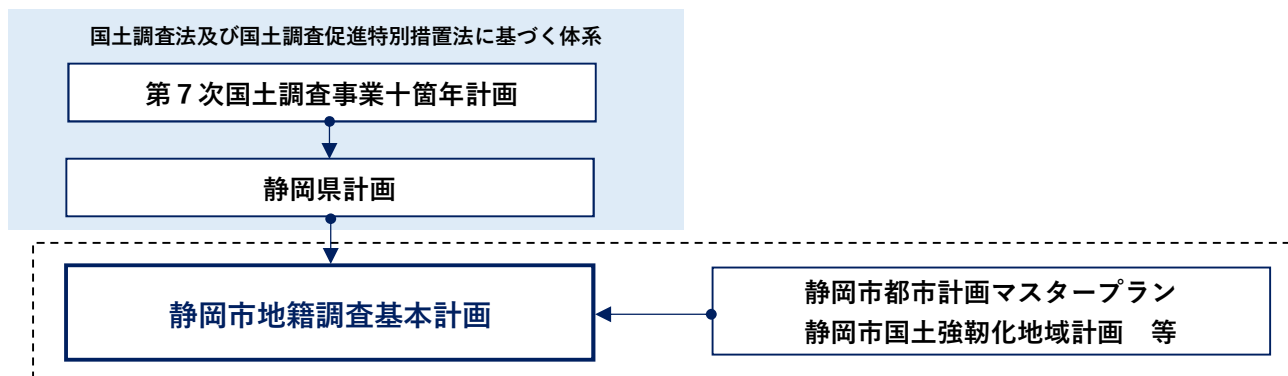 国土調査法及び国土調査促進特別措置法に基づく体系
第７次国土調査事業十箇年計画
静岡県計画
静岡市地籍調査基本計画
静岡市都市計画マスタープラン
静岡市国土強靭化地域計画　等